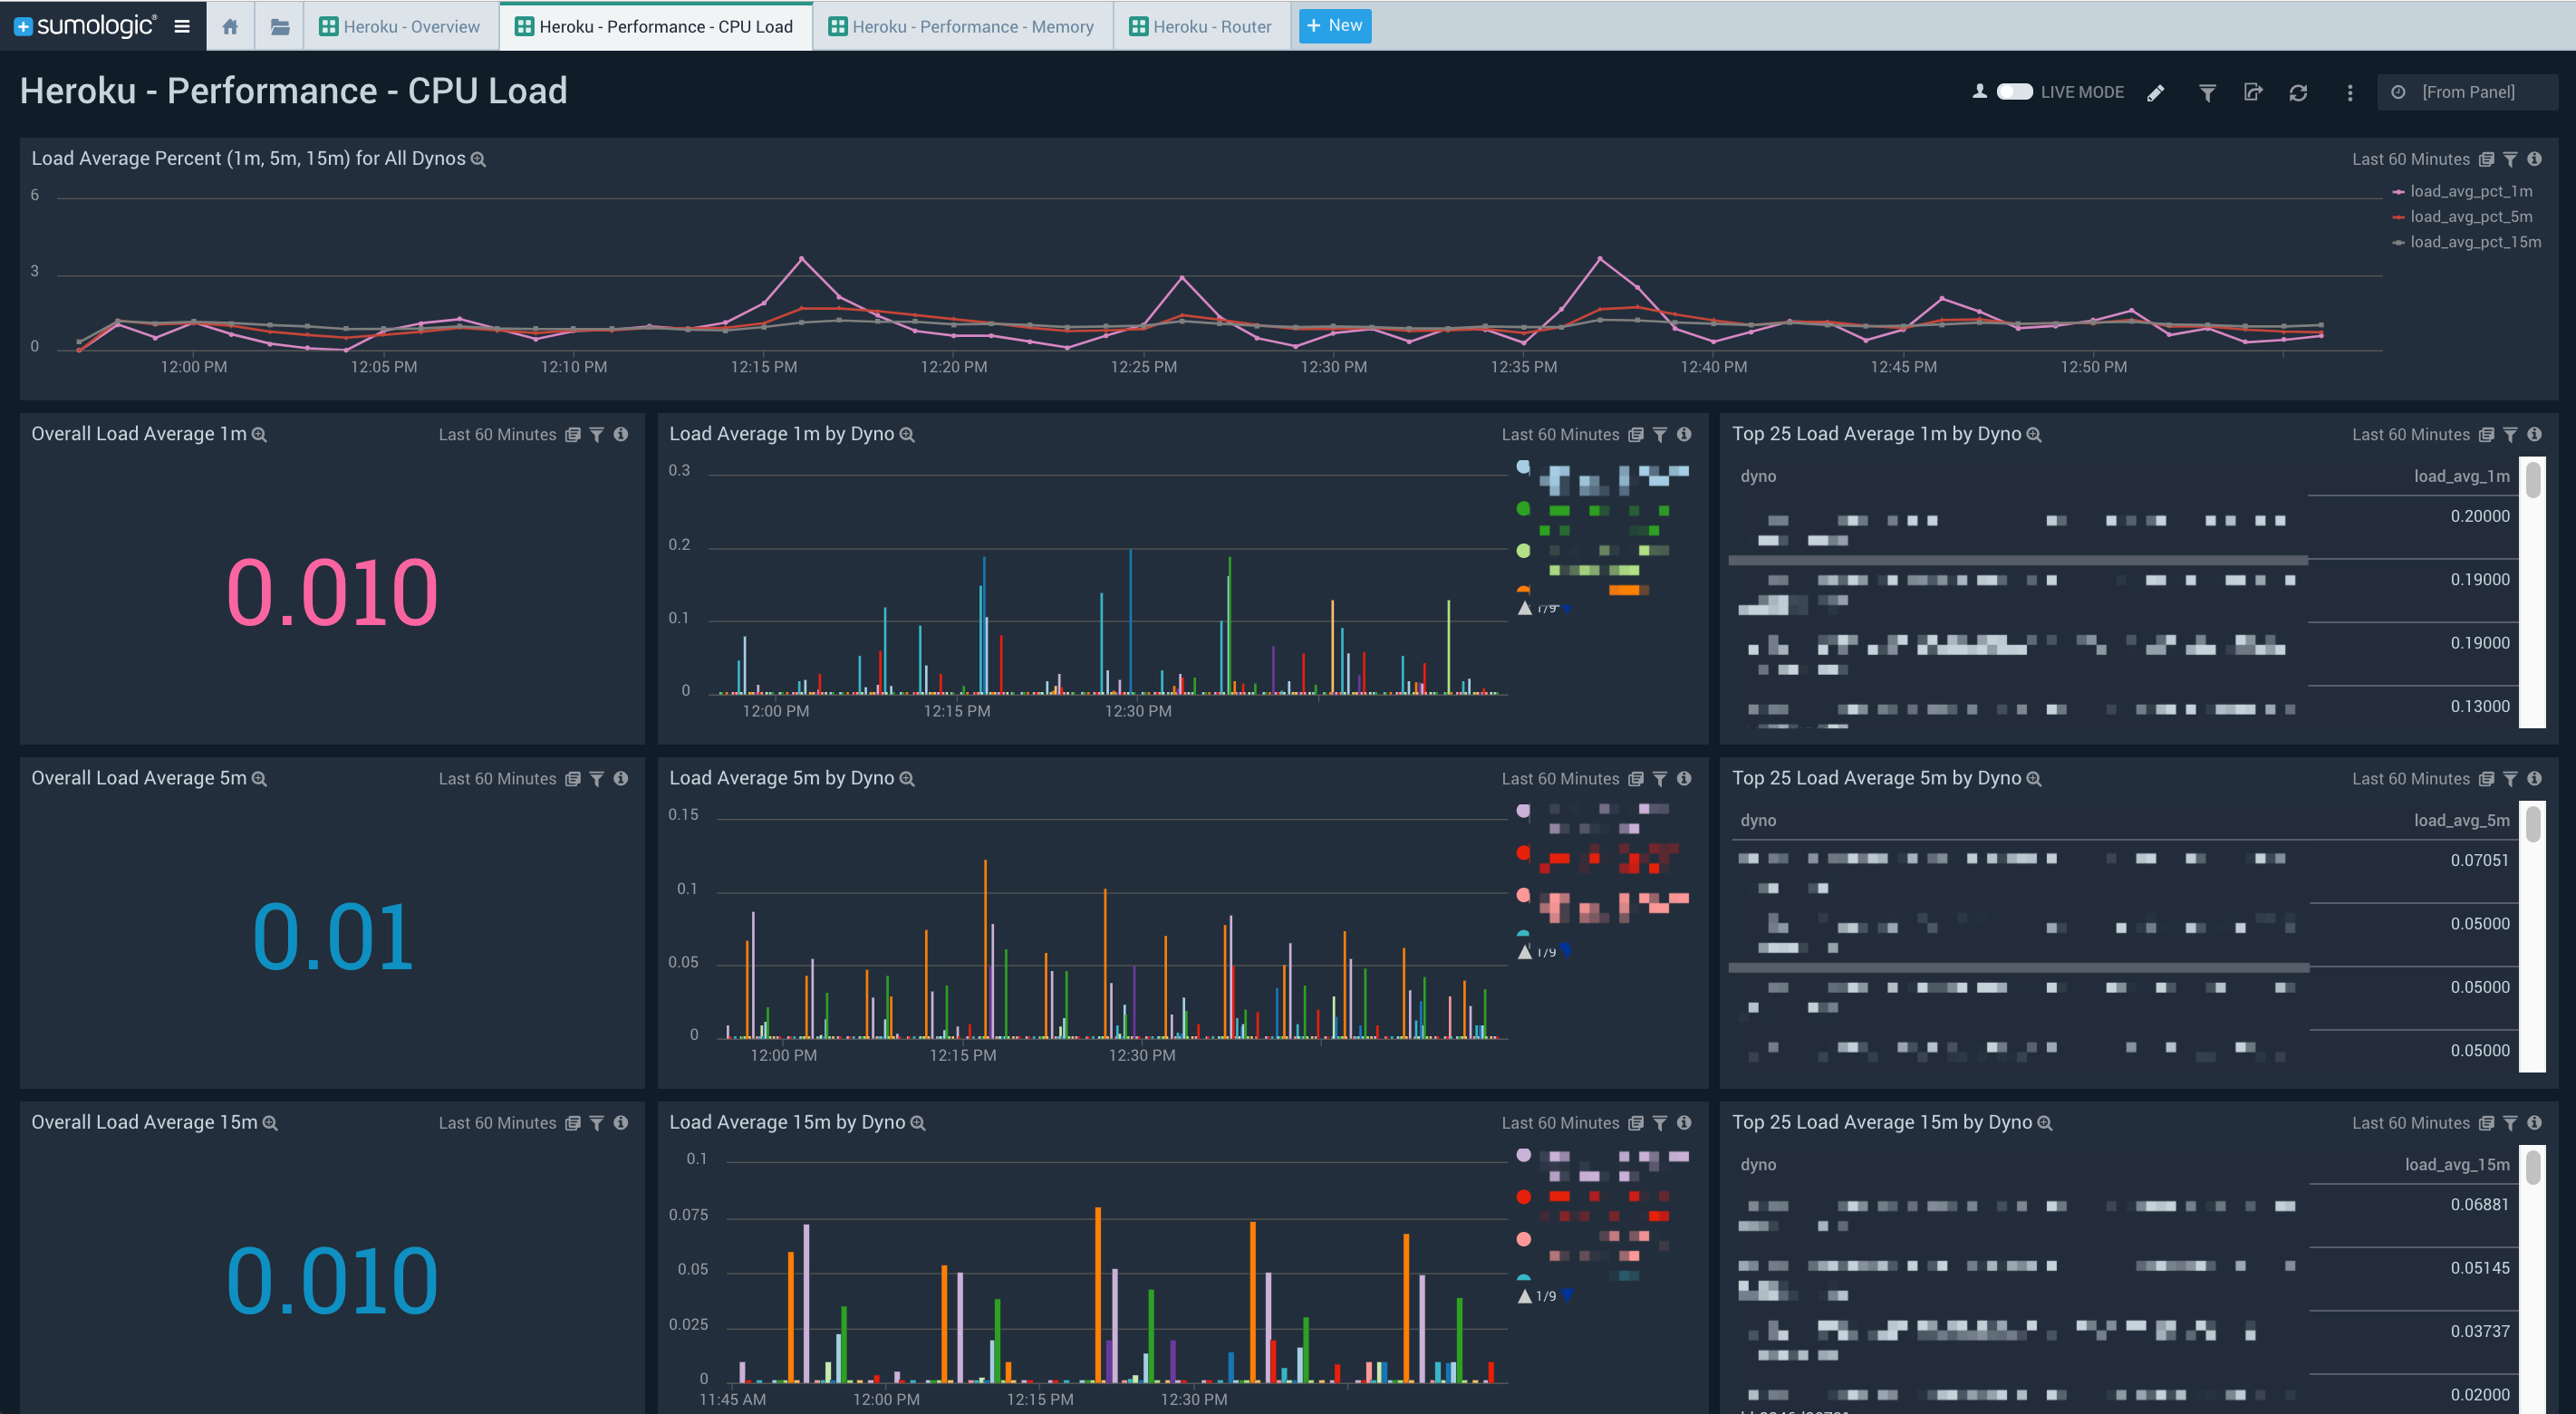 sumologic
Heroku - Overview
Heroku - Performance - CPU Load
Heroku - Performance - Memory
Heroku - Router
+ New
Heroku - Performance - CPU Load
LIVE MODE
[From Panel]
Load Average Percent (1m, 5m, 15m) for All Dynos
Last 60 Minutes
6
3
0
12:00 PM 12:05 PM 12:10 PM 12:15 PM 12:20 PM 12:25 PM 12:30 PM 12:35 PM 12:40 PM 12:45 PM 12:50 PM
load_avg_pct_1m
load_avg_pct_5m
load_avg_pct_15m
Overall Load Average 1m
Last 60 Minutes
0.010
Load Average 1m by Dyno
Last 60 Minutes
0.3
0.2
0.1
0
12:00 PM 12:15 PM 12:30 PM
1/9
Top 25 Load Average 1m by Dyno
Last 60 Minutes
dyno load_avg_1m
0.20000
0.19000
0.19000
0.13000
Overall Load Average 5m
Last 60 Minutes
0.01
Load Average 5m by Dyno
Last 60 Minutes
0.15
0.1
0.05
0
12:00 PM 12:15 PM 12:30 PM
1/9
Top 25 Load Average 5m by Dyno
Last 60 Minutes
dyno load_avg_5m
0.07051
0.05000
0.05000
0.05000
Overall Load Average 15m
Last 60 Minutes
0.010
Load Average 15m by Dyno
Last 60 Minutes
0.1
0.075
0.05
0.025
0
11:45 AM 12:00 PM 12:15 PM 12:30 PM
1/9
Top 25 Load Average 15m by Dyno
Last 60 Minutes
dyno load_avg_15m
0.06881
0.05145
0.03737
0.02000